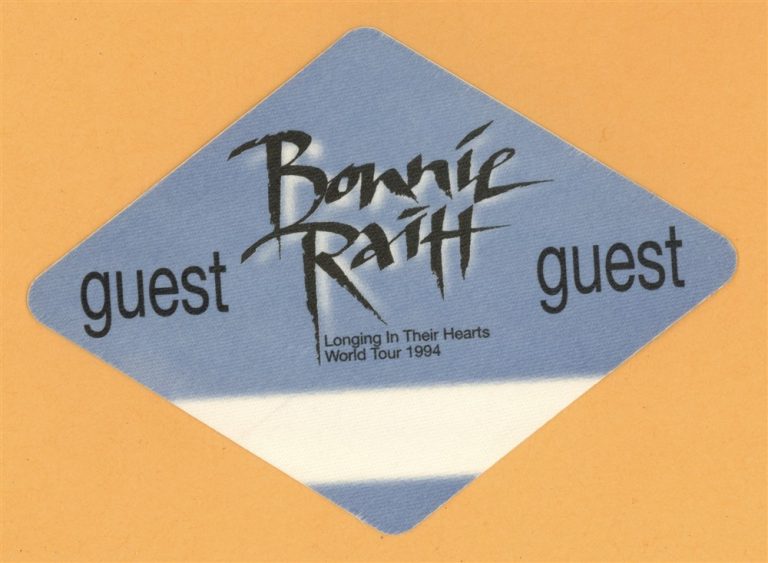 Bonnie
Raitt
guest
guest
Longing In Their Hearts
World Tour 1994